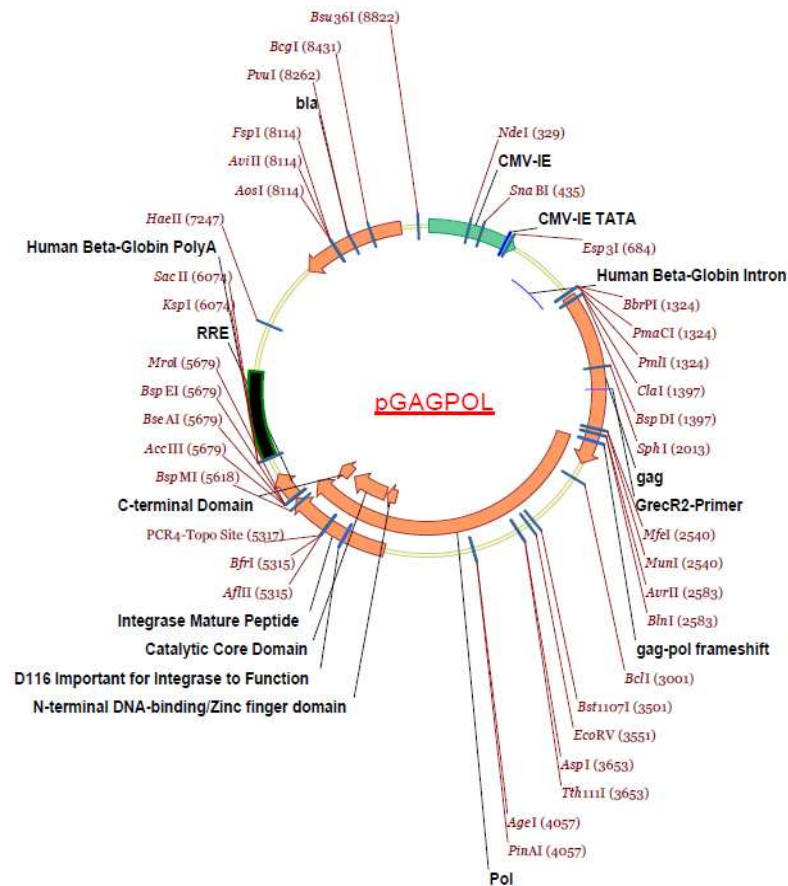 Bsu36I (8822)
BcgI (8431)
PvuI (8262)
bla
FspI (8114)
AviII (8114)
AosI (8114)
HaeII (7247)
Human Beta-Globin PolyA
SacII (6074)
KspI (6074)
RRE
MroI (5679)
BspEI (5679)
BseAI (5679)
AccIII (5679)
BspMI (5618)
C-terminal Domain
PCR4-Topo Site (5317)
BfrI (5315)
AflII (5315)
Integrase Mature Peptide
Catalytic Core Domain
D116 Important for Integrase to Function
N-terminal DNA-binding/Zinc finger domain
pGAGPOL
NdeI (329)
CMV-IE
SnaBI (435)
CMV-IE TATA
Esp3I (684)
Human Beta-Globin Intron
BbrPI (1324)
PmaCI (1324)
PmlI (1324)
ClaI (1397)
BspDI (1397)
SphI (2013)
gag
GrecR2-Primer
MfeI (2540)
MunI (2540)
AvrII (2583)
BlnI (2583)
gag-pol frameshift
BclI (3001)
Bst1107I (3501)
EcoRV (3551)
AspI (3653)
Tth111I (3653)
AgeI (4057)
PinAI (4057)
Pol